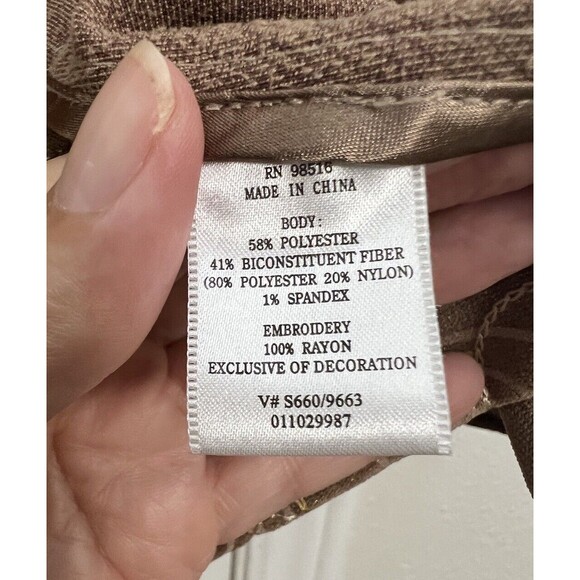 RN 98516
MADE IN CHINA
BODY:
58% POLYESTER
41% BICONSTITUENT FIBER
(80% POLYESTER 20% NYLON)
1% SPANDEX
EMBROIDERY
100% RAYON
EXCLUSIVE OF DECORATION
V# S660/9663
011029987